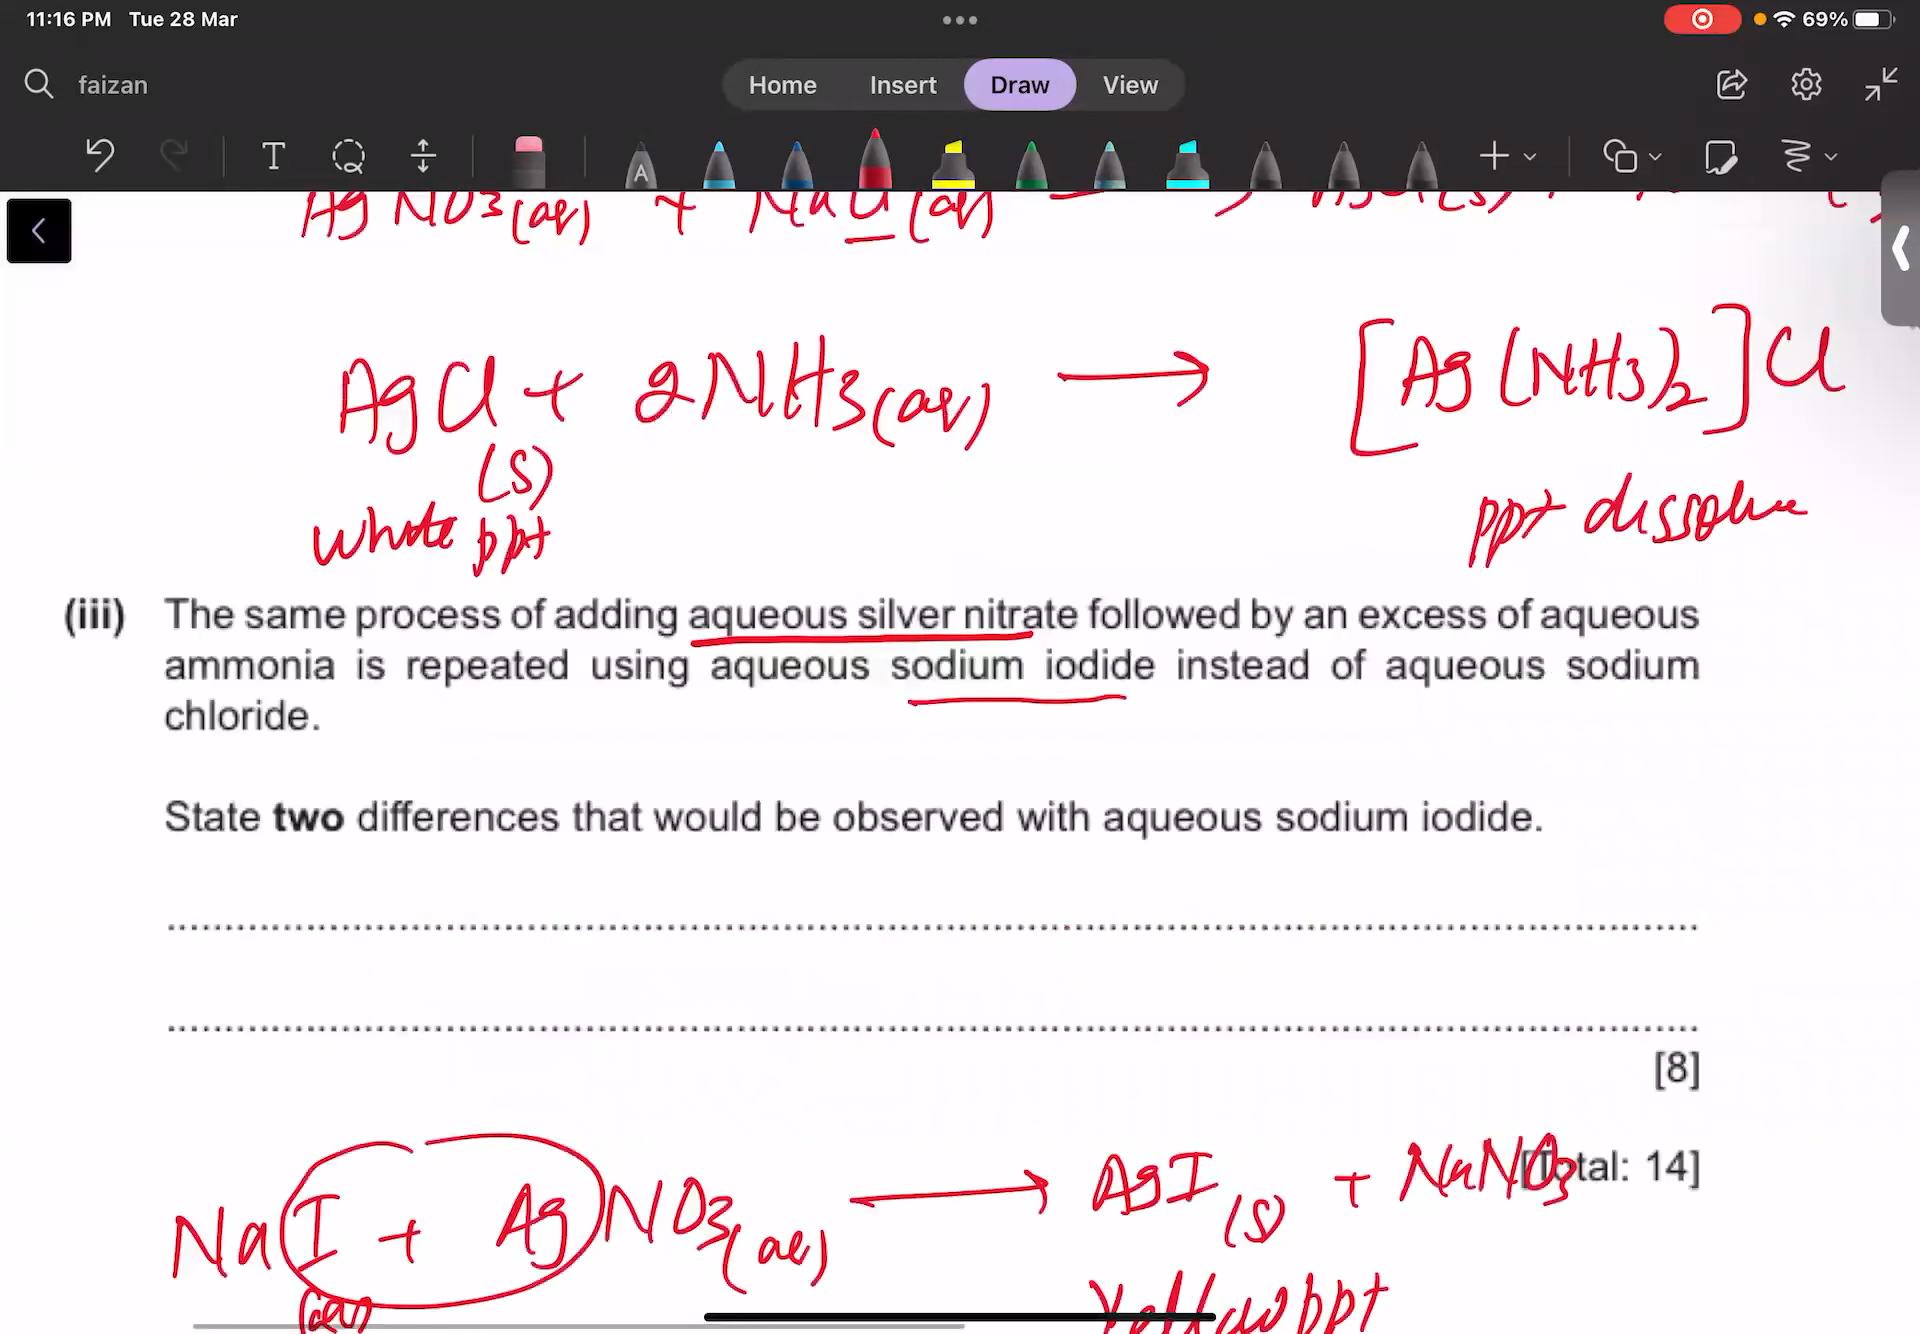 11:16 PM Tue 28 Mar
69%
faizan
Home Insert Draw View
T
A
AgNO3(aq) + NaCl(aq)
AgCl + 2NH3(aq) → [Ag(NH3)2]Cl
(s)
white ppt
ppt dissolve
(iii) The same process of adding aqueous silver nitrate followed by an excess of aqueous
ammonia is repeated using aqueous sodium iodide instead of aqueous sodium
chloride.
State two differences that would be observed with aqueous sodium iodide.
[8]
[Total: 14]
NaI + AgNO3(aq) → AgI(s) + NaNO3
(aq)
Yellow ppt